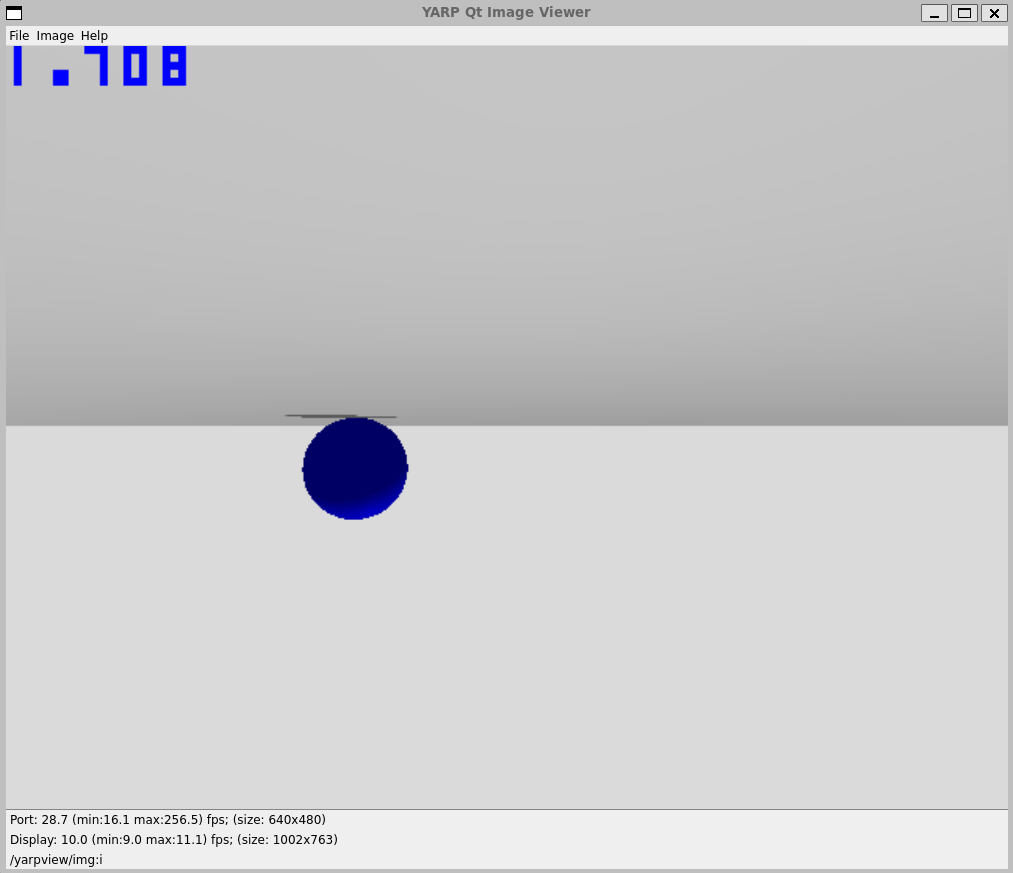 YARP Qt Image Viewer
File Image Help
1.708
Port: 28.7 (min:16.1 max:256.5) fps; (size: 640x480)
Display: 10.0 (min:9.0 max:11.1) fps; (size: 1002x763)
/yarpview/img:i